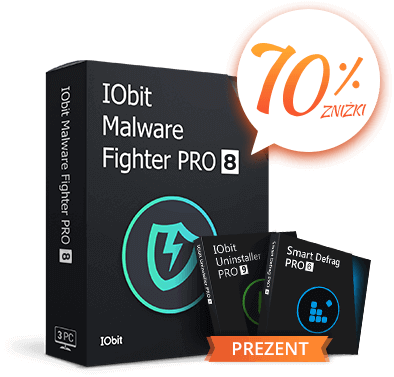 70%
ZNIŻKI
IObit
Malware
Fighter PRO 8
IObit Malware Fighter PRO 8
3 PC
IObit
IObit
Uninstaller
PRO 9
Smart Defrag
PRO 6
PREZENT